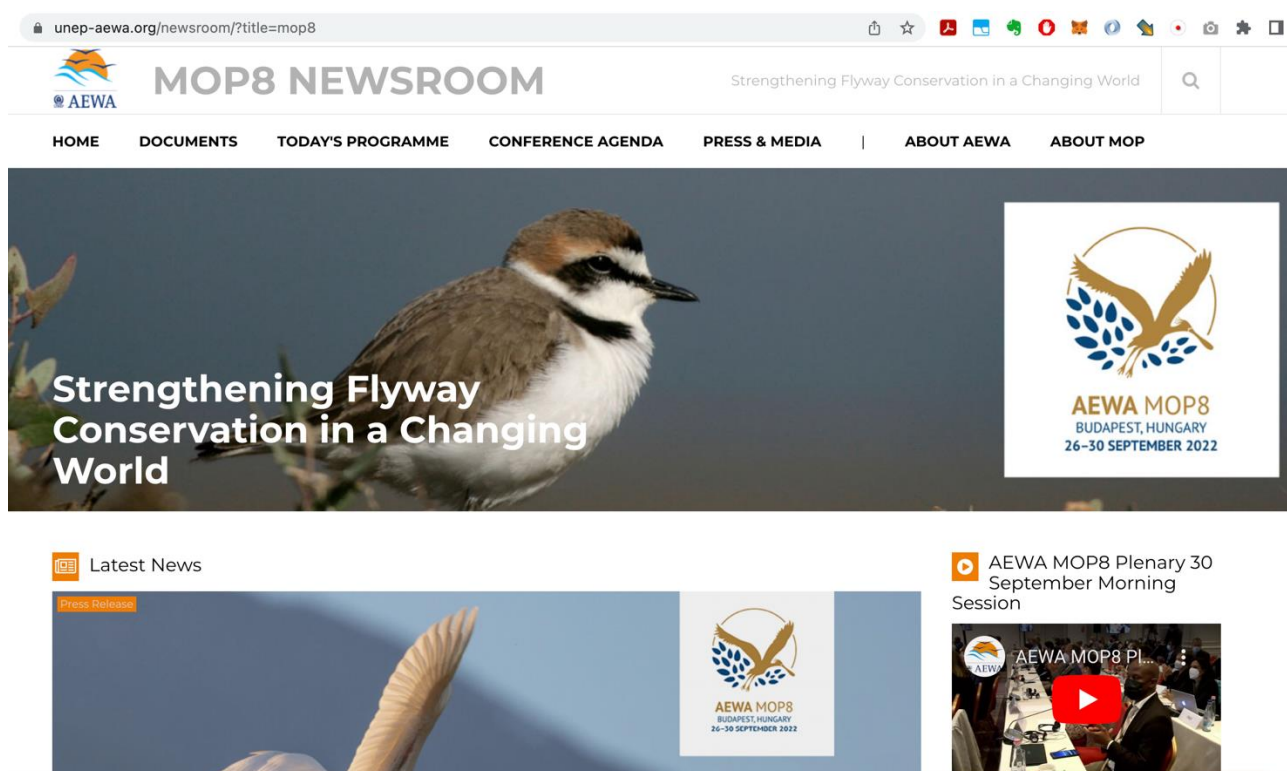 unep-aewa.org/newsroom/?title=mop8
AEWA
MOP8 NEWSROOM
Strengthening Flyway Conservation in a Changing World
HOME DOCUMENTS TODAY'S PROGRAMME CONFERENCE AGENDA PRESS & MEDIA | ABOUT AEWA ABOUT MOP
Strengthening Flyway
Conservation in a Changing
World
AEWA MOP8
BUDAPEST, HUNGARY
26–30 SEPTEMBER 2022
Latest News
Press Release
AEWA MOP8
BUDAPEST, HUNGARY
26–30 SEPTEMBER 2022
AEWA MOP8 Plenary 30
September Morning
Session
AEWA
AEWA MOP8 Pl...